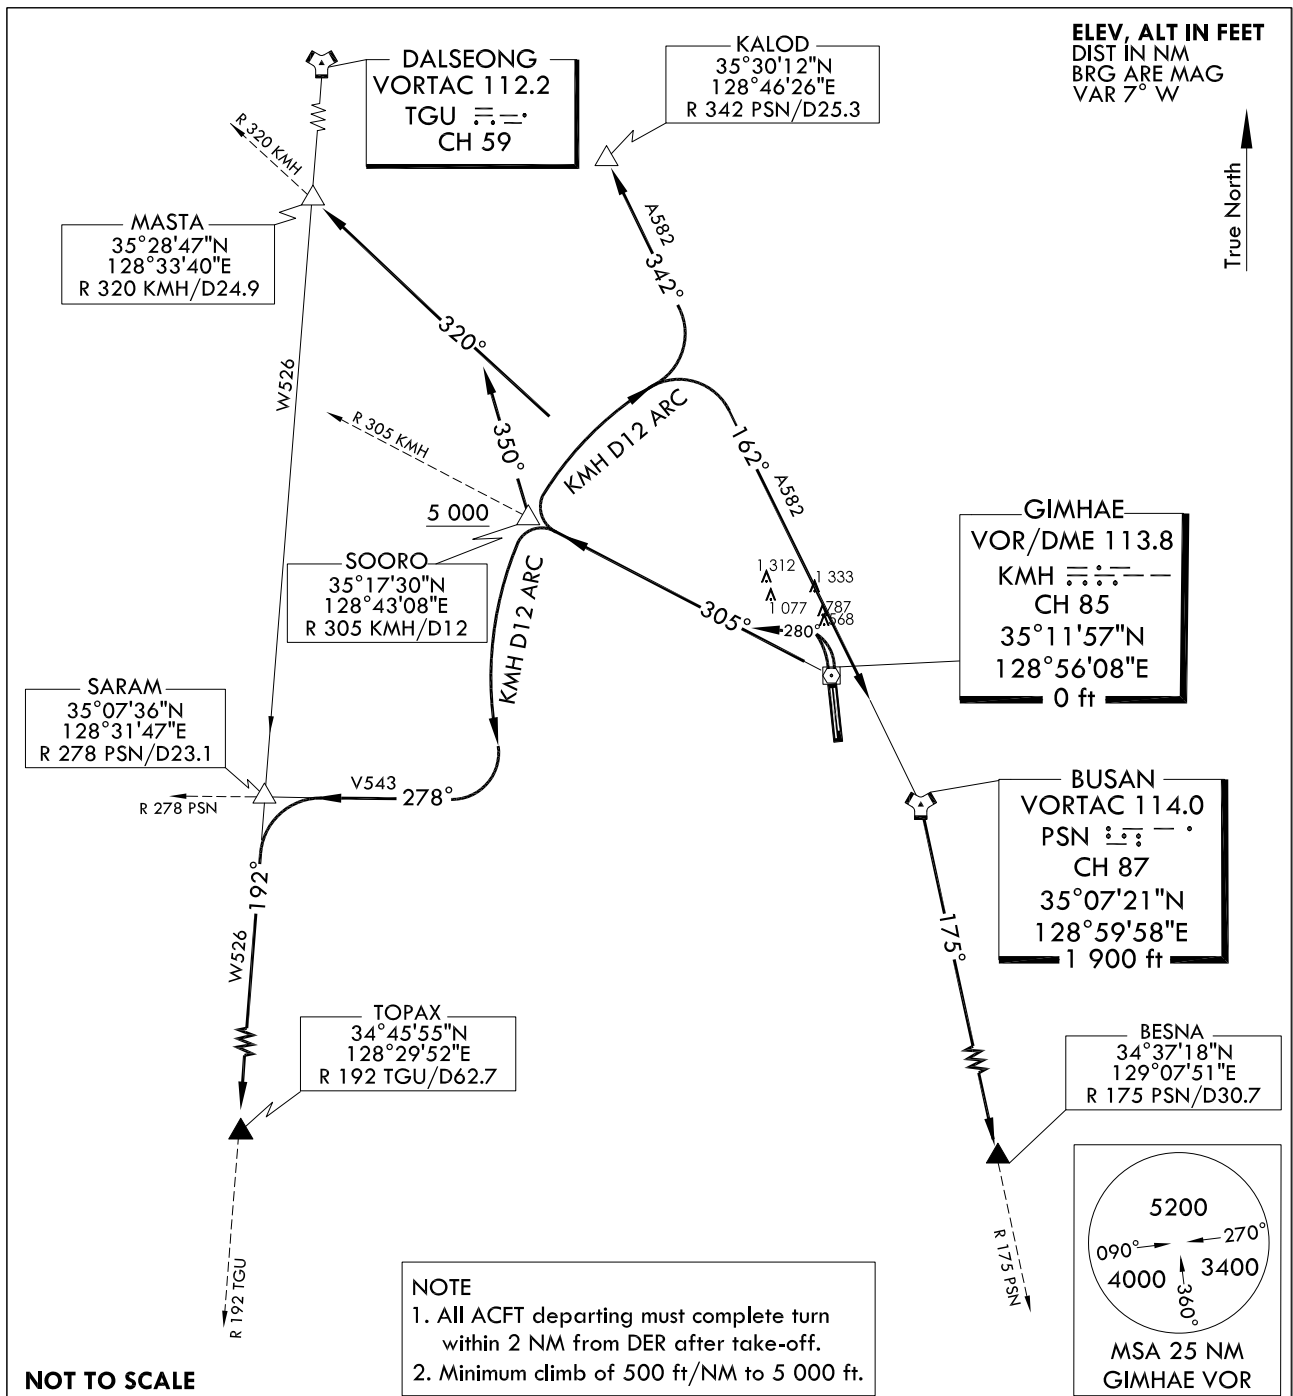 ELEV, ALT IN FEET
DIST IN NM
BRG ARE MAG
VAR 7° W
True North
DALSEONG
VORTAC 112.2
TGU
CH 59
KALOD
35°30'12"N
128°46'26"E
R 342 PSN/D25.3
R 320 KMH
MASTA
35°28'47"N
128°33'40"E
R 320 KMH/D24.9
A582
342°
320°
W526
R 305 KMH
350°
KMH D12 ARC
162°
A582
5 000
SOORO
35°17'30"N
128°43'08"E
R 305 KMH/D12
KMH D12 ARC
305°
1 312
1 333
1 077
787
568
280°
GIMHAE
VOR/DME 113.8
KMH
CH 85
35°11'57"N
128°56'08"E
0 ft
SARAM
35°07'36"N
128°31'47"E
R 278 PSN/D23.1
R 278 PSN
V543
278°
BUSAN
VORTAC 114.0
PSN
CH 87
35°07'21"N
128°59'58"E
1 900 ft
192°
W526
175°
TOPAX
34°45'55"N
128°29'52"E
R 192 TGU/D62.7
BESNA
34°37'18"N
129°07'51"E
R 175 PSN/D30.7
R 192 TGU
R 175 PSN
5200
090°
270°
4000
3400
360°
MSA 25 NM
GIMHAE VOR
NOTE
1. All ACFT departing must complete turn
within 2 NM from DER after take-off.
2. Minimum climb of 500 ft/NM to 5 000 ft.
NOT TO SCALE